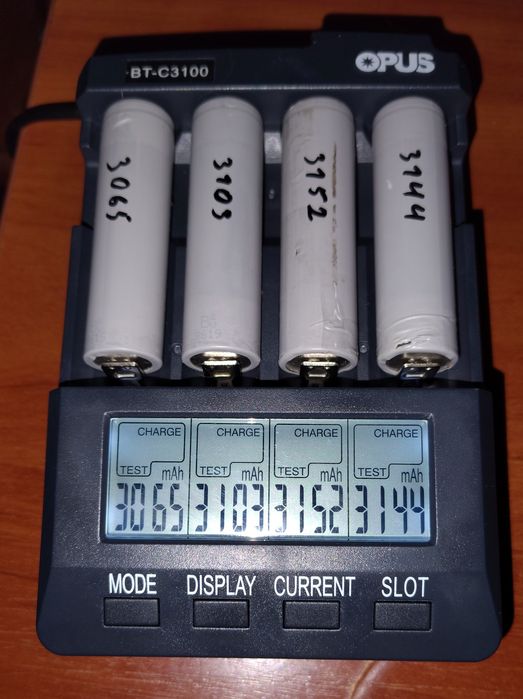 BT-C3100
OPUS
3065
3103
3152
3144
CHARGE CHARGE CHARGE CHARGE
TEST mAh TEST mAh TEST mAh TEST mAh
3065 3103 3152 3144
MODE DISPLAY CURRENT SLOT